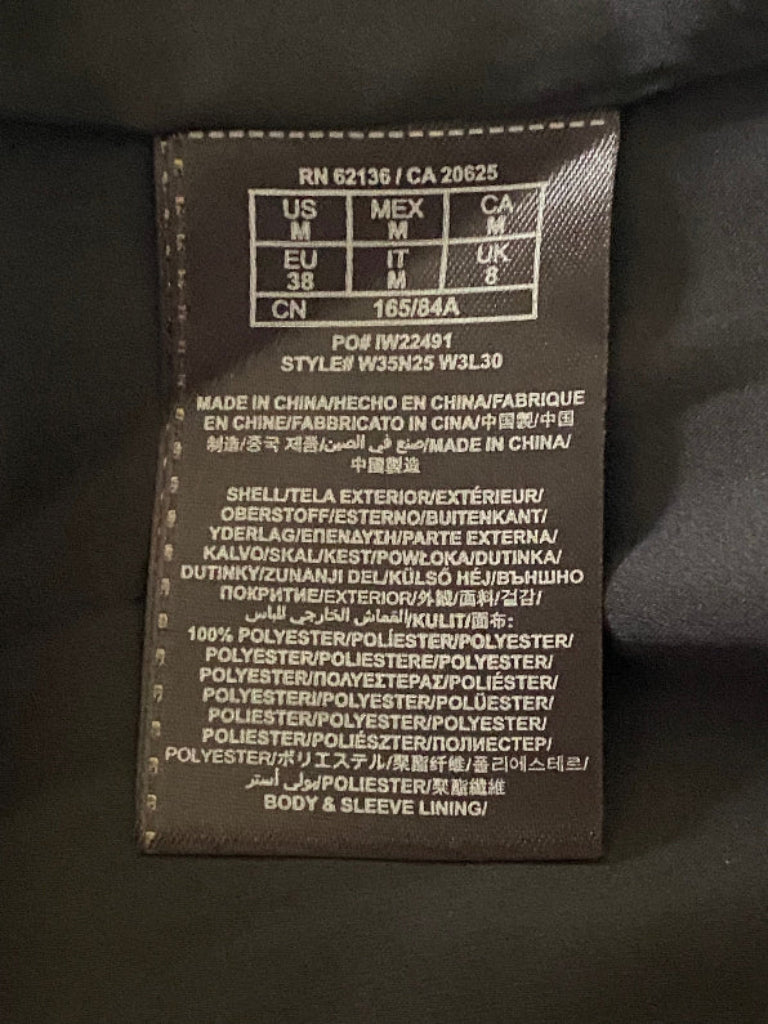 RN 62136 / CA 20625
US MEX CA
M M M
EU IT UK
38 M 8
CN 165/84A
PO# IW22491
STYLE# W35N25 W3L30
MADE IN CHINA/HECHO EN CHINA/FABRIQUE
EN CHINE/FABBRICATO IN CINA/中国製/中国
制造/중국 제품/صنع في الصين/MADE IN CHINA/
中國製造
SHELL/TELA EXTERIOR/EXTÉRIEUR/
OBERSTOFF/ESTERNO/BUITENKANT/
YDERLAG/ΕΠΕΝΔΥΣΗ/PARTE EXTERNA/
KALVO/SKAL/KEST/POWŁOKA/DUTINKA/
DUTINKY/ZUNANJI DEL/KÜLSŐ HÉJ/ВЪНШНО
ПОКРИТИЕ/EXTERIOR/外殻/面料/겉감/
القماش الخارجي للباس/KULIT/面布:
100% POLYESTER/POLIÉSTER/POLYESTER/
POLYESTER/POLIESTERE/POLYESTER/
POLYESTER/ΠΟΛΥΕΣΤΕΡΑΣ/POLIÉSTER/
POLYESTERI/POLYESTER/POLÜESTER/
POLIESTER/POLYESTER/POLYESTER/
POLIESTER/POLIÉSZTER/ПОЛИЕСТЕР/
POLYESTER/ポリエステル/聚酯纤维/폴리에스테르/
بولي أستر/POLIESTER/聚酯纖維
BODY & SLEEVE LINING/